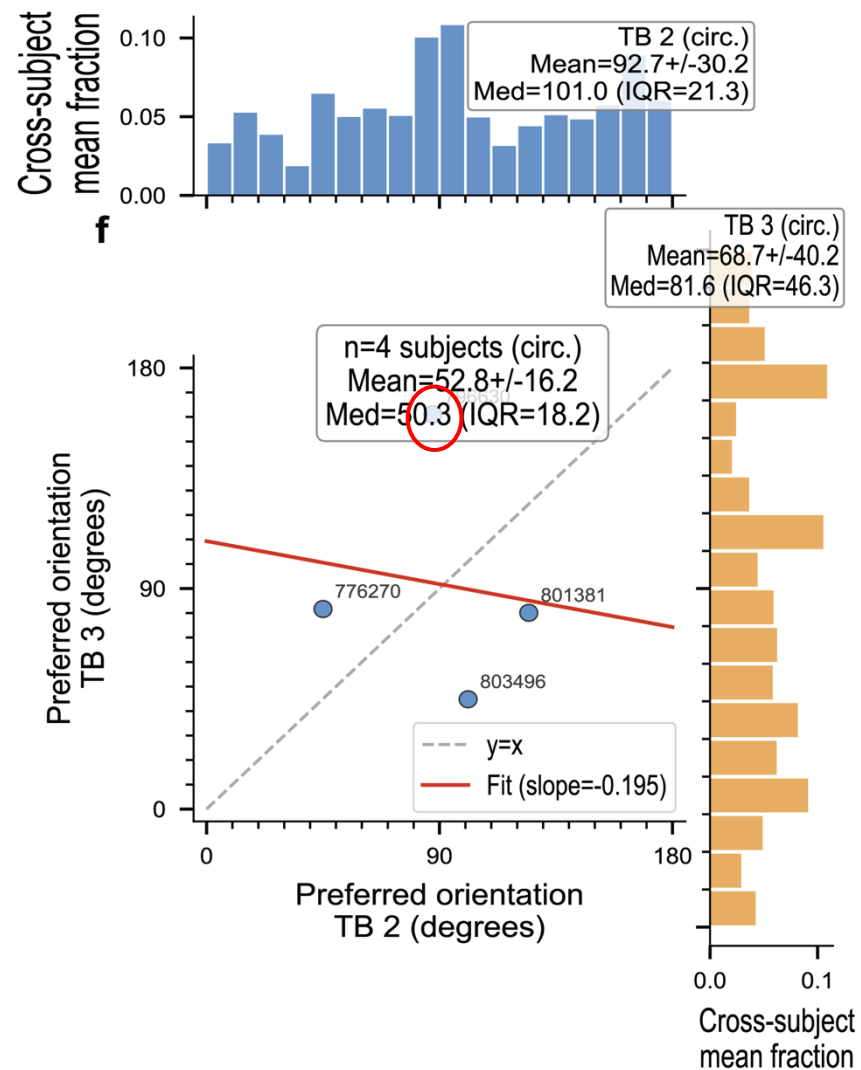 Cross-subject
mean fraction
0.10
0.05
0.00
TB 2 (circ.)
Mean=92.7+/-30.2
Med=101.0 (IQR=21.3)
f
TB 3 (circ.)
Mean=68.7+/-40.2
Med=81.6 (IQR=46.3)
n=4 subjects (circ.)
Mean=52.8+/-16.2
Med=50.3 (IQR=18.2)
180
90
0
Preferred orientation
TB 3 (degrees)
776270
801381
803496
y=x
Fit (slope=-0.195)
0
90
180
Preferred orientation
TB 2 (degrees)
0.0
0.1
Cross-subject
mean fraction